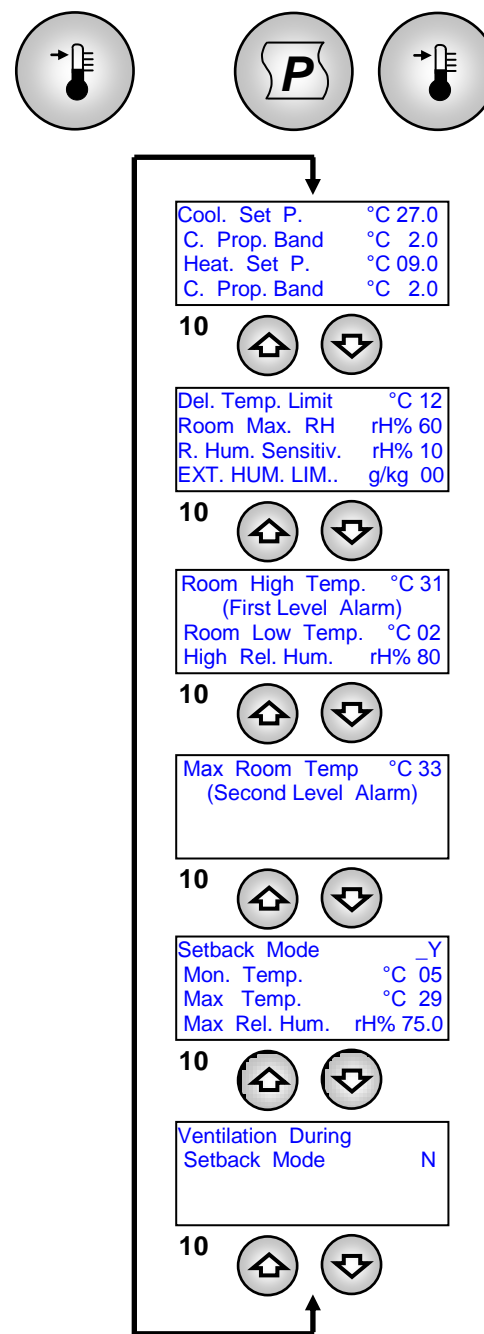 P
Cool. Set P. °C 27.0
C. Prop. Band °C 2.0
Heat. Set P. °C 09.0
C. Prop. Band °C 2.0
10
Del. Temp. Limit °C 12
Room Max. RH rH% 60
R. Hum. Sensitiv. rH% 10
EXT. HUM. LIM.. g/kg 00
10
Room High Temp. °C 31
(First Level Alarm)
Room Low Temp. °C 02
High Rel. Hum. rH% 80
10
Max Room Temp °C 33
(Second Level Alarm)
10
Setback Mode _Y
Mon. Temp. °C 05
Max Temp. °C 29
Max Rel. Hum. rH% 75.0
10
Ventilation During
Setback Mode N
10